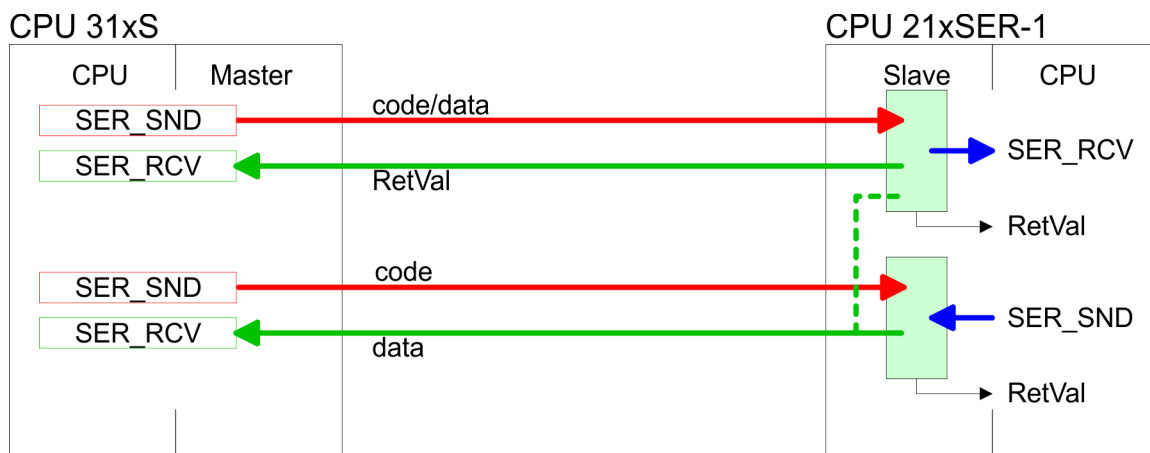 CPU 31xS CPU 21xSER-1
CPU Master Slave CPU
SER_SND code/data
SER_RCV RetVal SER_RCV
RetVal
SER_SND code
SER_RCV data SER_SND
RetVal